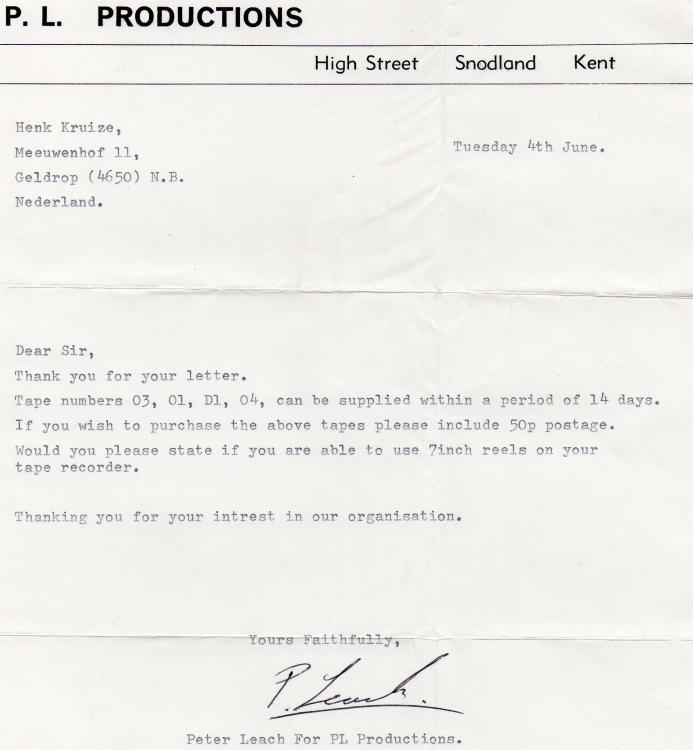 P. L. PRODUCTIONS
High Street Snodland Kent
Henk Kruize,
Meeuwenhof 11,
Geldrop (4650) N.B.
Nederland.
Tuesday 4th June.
Dear Sir,
Thank you for your letter.
Tape numbers 03, 01, D1, 04, can be supplied within a period of 14 days.
If you wish to purchase the above tapes please include 50p postage.
Would you please state if you are able to use 7inch reels on your
tape recorder.
Thanking you for your intrest in our organisation.
Yours Faithfully,
P. Leach.
Peter Leach For PL Productions.